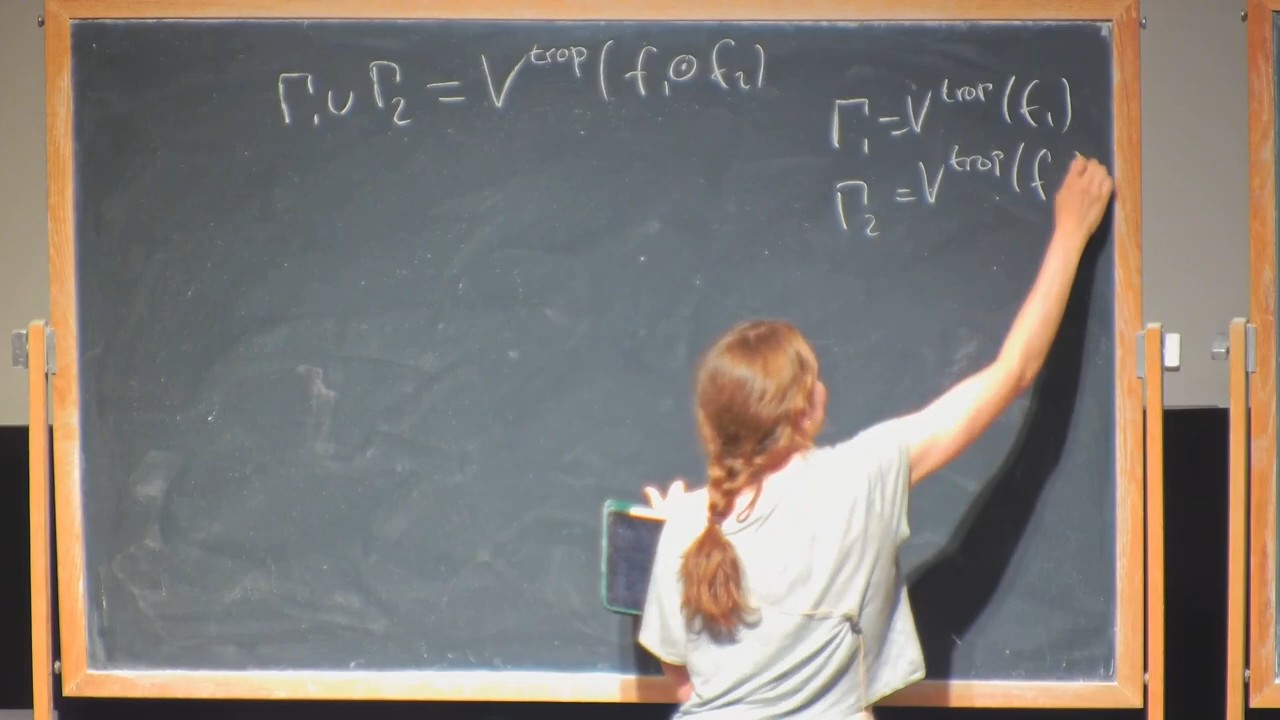 Γ₁ ∪ Γ₂ = V^trop(f₁ ⊙ f₂)
Γ₁ = V^trop(f₁)
Γ₂ = V^trop(f